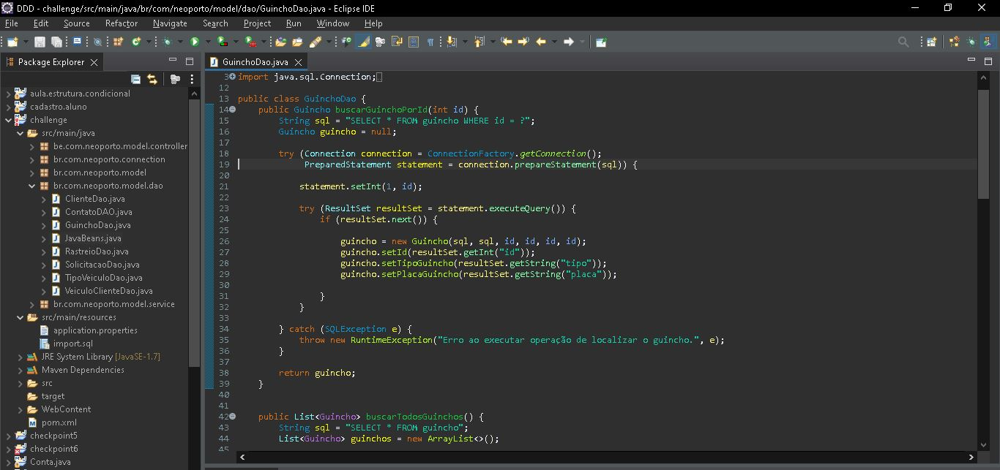 DDD - challenge/src/main/java/br/com/neoporto/model/dao/GuinchoDao.java - Eclipse IDE
File Edit Source Refactor Navigate Search Project Run Window Help
Package Explorer
aula.estrutura.condicional
cadastro.aluno
challenge
src/main/java
be.com.neoporto.model.controller
br.com.neoporto.connection
br.com.neoporto.model
br.com.neoporto.model.dao
ClienteDao.java
ContatoDAO.java
GuinchoDao.java
JavaBeans.java
RastreioDao.java
SolicitacaoDao.java
TipoVeiculoDao.java
VeiculoClienteDao.java
br.com.neoporto.model.service
src/main/resources
application.properties
import.sql
JRE System Library [JavaSE-1.7]
Maven Dependencies
src
target
WebContent
pom.xml
checkpoint5
checkpoint6
Conta.java
GuinchoDao.java
3 import java.sql.Connection;
12
13 public class GuinchoDao {
14 public Guincho buscarGuinchoPorId(int id) {
15 String sql = "SELECT * FROM guincho WHERE id = ?";
16 Guincho guincho = null;
17
18 try (Connection connection = ConnectionFactory.getConnection();
19 PreparedStatement statement = connection.prepareStatement(sql)) {
20
21 statement.setInt(1, id);
22
23 try (ResultSet resultSet = statement.executeQuery()) {
24 if (resultSet.next()) {
25
26 guincho = new Guincho(sql, sql, id, id, id, id);
27 guincho.setId(resultSet.getInt("id"));
28 guincho.setTipoGuincho(resultSet.getString("tipo"));
29 guincho.setPlacaGuincho(resultSet.getString("placa"));
30
31 }
32 }
33
34 } catch (SQLException e) {
35 throw new RuntimeException("Erro ao executar operação de localizar o guincho.", e);
36 }
37
38 return guincho;
39 }
40
41
42 public List<Guincho> buscarTodosGuinchos() {
43 String sql = "SELECT * FROM guincho";
44 List<Guincho> guinchos = new ArrayList<>();
45